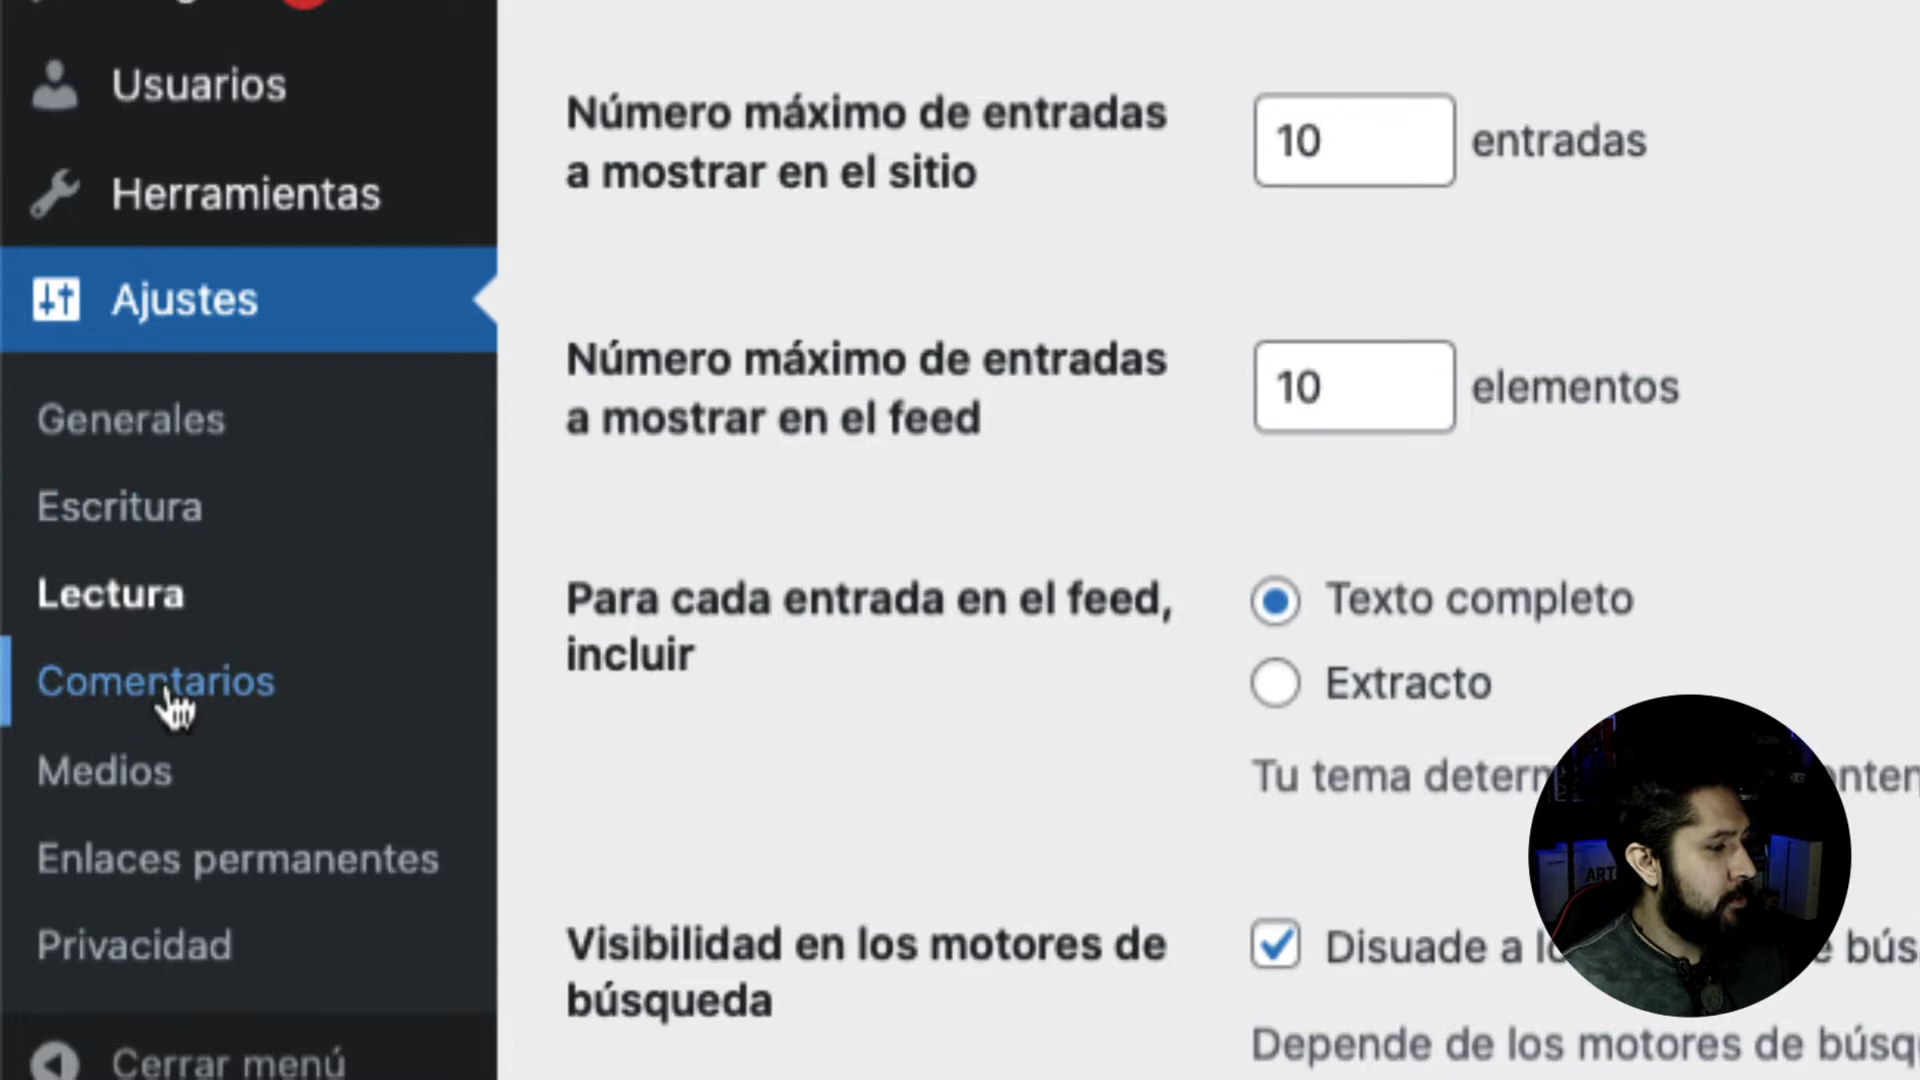 Usuarios
Herramientas
Ajustes
Generales
Escritura
Lectura
Comentarios
Medios
Enlaces permanentes
Privacidad
Cerrar menú
Número máximo de entradas
a mostrar en el sitio
10 entradas
Número máximo de entradas
a mostrar en el feed
10 elementos
Para cada entrada en el feed,
incluir
Texto completo
Extracto
Tu tema
Visibilidad en los motores de
búsqueda
Disuade a
Depende de los motores de
ART